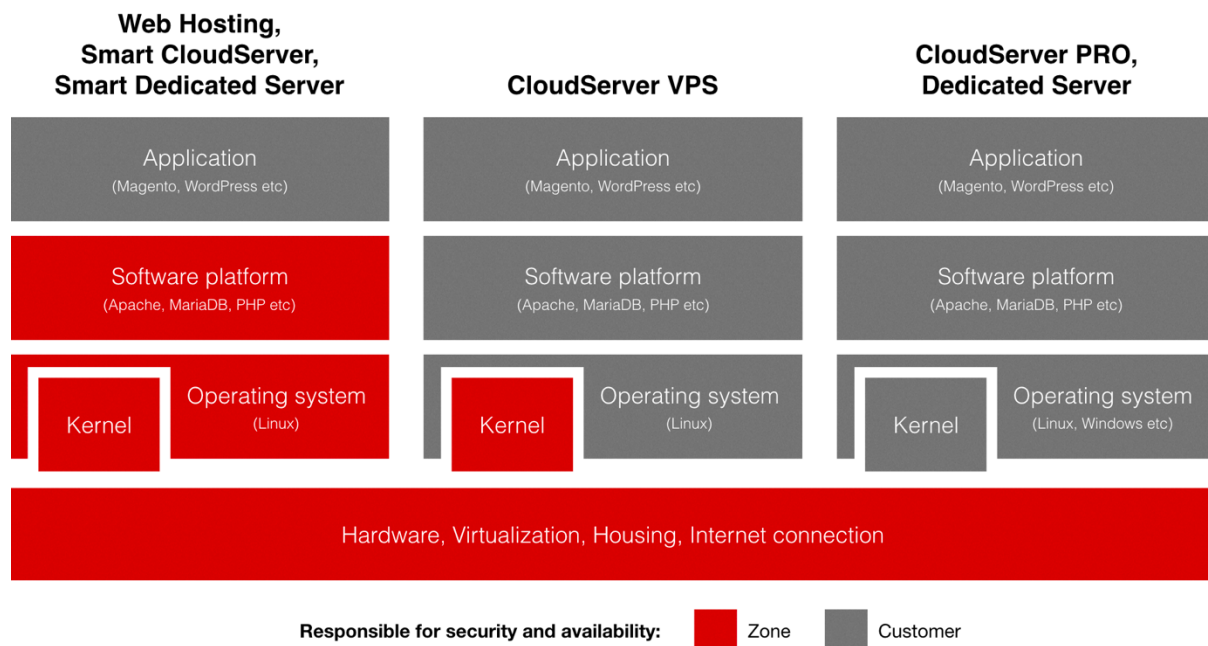 Web Hosting,
Smart CloudServer,
Smart Dedicated Server
CloudServer VPS
CloudServer PRO,
Dedicated Server
Application
(Magento, WordPress etc)
Application
(Magento, WordPress etc)
Application
(Magento, WordPress etc)
Software platform
(Apache, MariaDB, PHP etc)
Software platform
(Apache, MariaDB, PHP etc)
Software platform
(Apache, MariaDB, PHP etc)
Kernel
Operating system
(Linux)
Kernel
Operating system
(Linux)
Kernel
Operating system
(Linux, Windows etc)
Hardware, Virtualization, Housing, Internet connection
Responsible for security and availability: Zone Customer